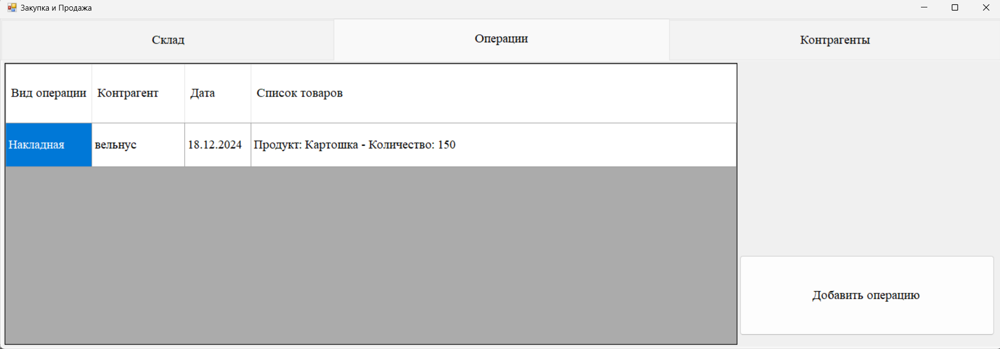 Закупка и Продажа
Склад Операции Контрагенты
Вид операции Контрагент Дата Список товаров
Накладная вельнус 18.12.2024 Продукт: Картошка - Количество: 150
Добавить операцию